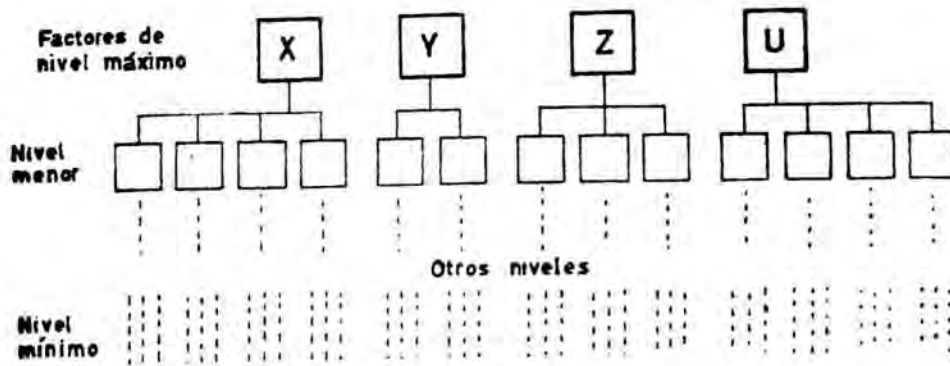 Factores de
nivel máximo
X
Y
Z
U
Nivel
menor
Otros niveles
Nivel
mínimo